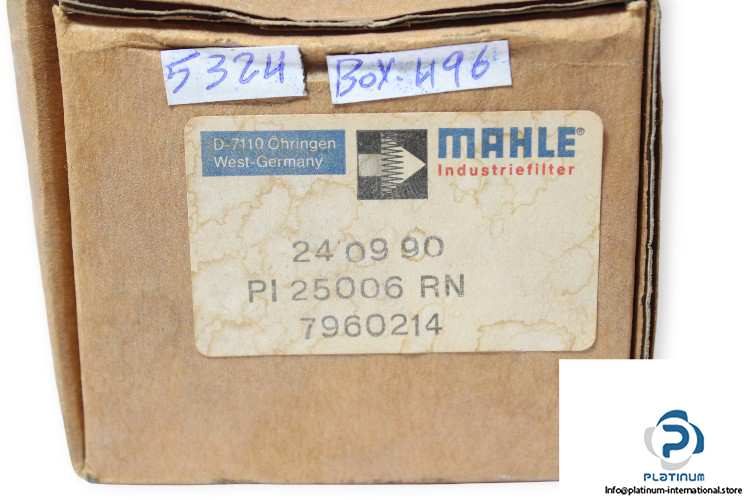 5324 Box.496
D-7110 Öhringen
West-Germany
MAHLE®
Industriefilter
24 09 90
PI 25006 RN
7960214
PLATINUM
Info@platinum-international.store